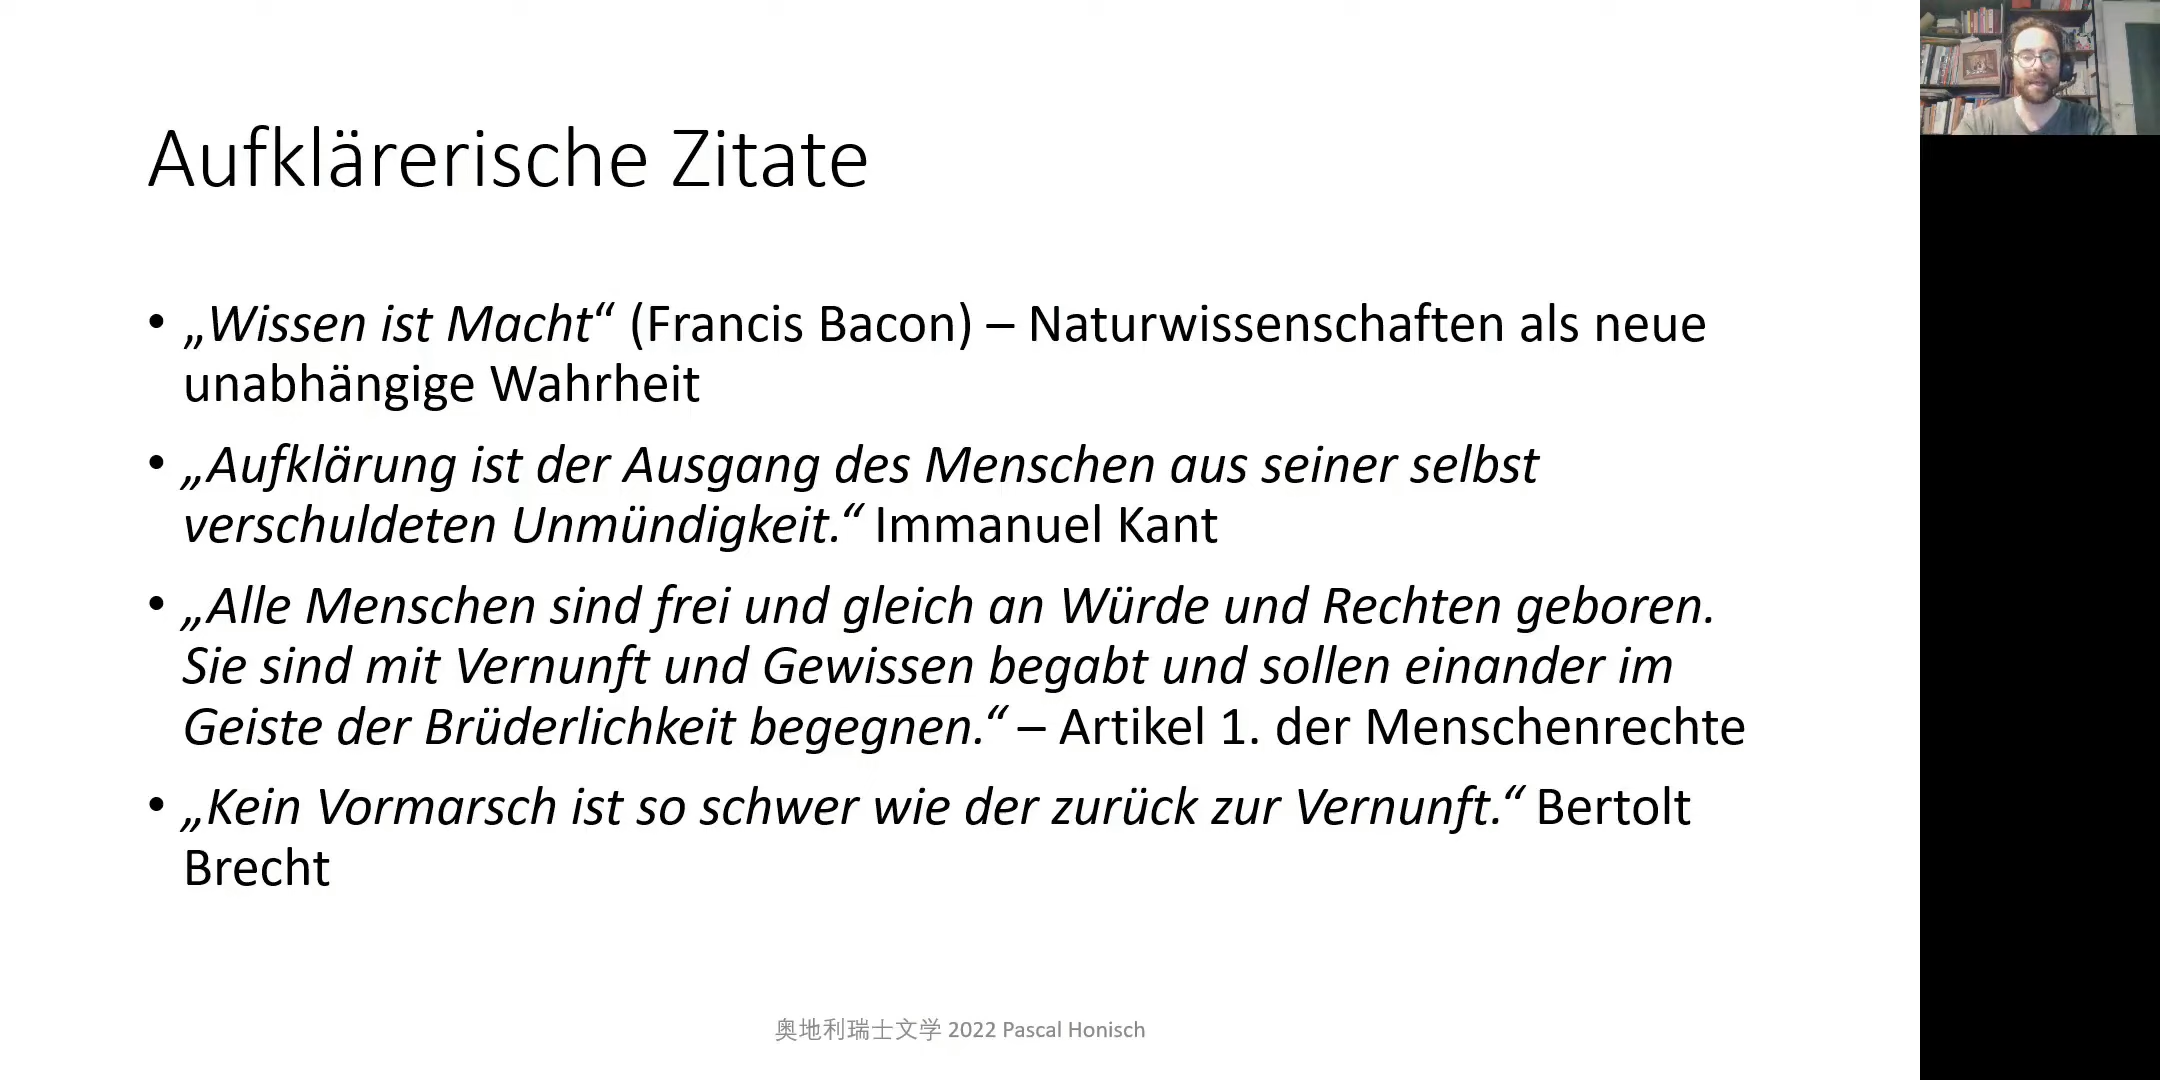 Aufklärerische Zitate
• „Wissen ist Macht“ (Francis Bacon) – Naturwissenschaften als neue
unabhängige Wahrheit
• „Aufklärung ist der Ausgang des Menschen aus seiner selbst
verschuldeten Unmündigkeit.“ Immanuel Kant
• „Alle Menschen sind frei und gleich an Würde und Rechten geboren.
Sie sind mit Vernunft und Gewissen begabt und sollen einander im
Geiste der Brüderlichkeit begegnen.“ – Artikel 1. der Menschenrechte
• „Kein Vormarsch ist so schwer wie der zurück zur Vernunft.“ Bertolt
Brecht
奥地利瑞士文学 2022 Pascal Honisch